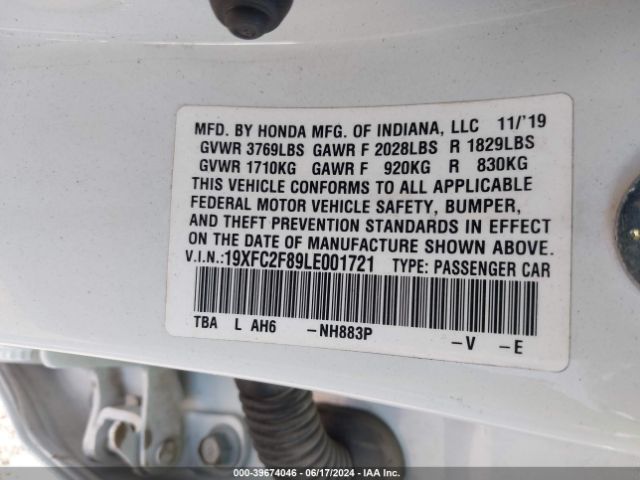 MFD. BY HONDA MFG. OF INDIANA, LLC 11/'19
GVWR 3769LBS GAWR F 2028LBS R 1829LBS
GVWR 1710KG GAWR F 920KG R 830KG
THIS VEHICLE CONFORMS TO ALL APPLICABLE
FEDERAL MOTOR VEHICLE SAFETY, BUMPER,
AND THEFT PREVENTION STANDARDS IN EFFECT
ON THE DATE OF MANUFACTURE SHOWN ABOVE.
V.I.N.:19XFC2F89LE001721 TYPE: PASSENGER CAR
TBA L AH6 -NH883P -V -E
000-39674046 - 06/17/2024 - IAA Inc.